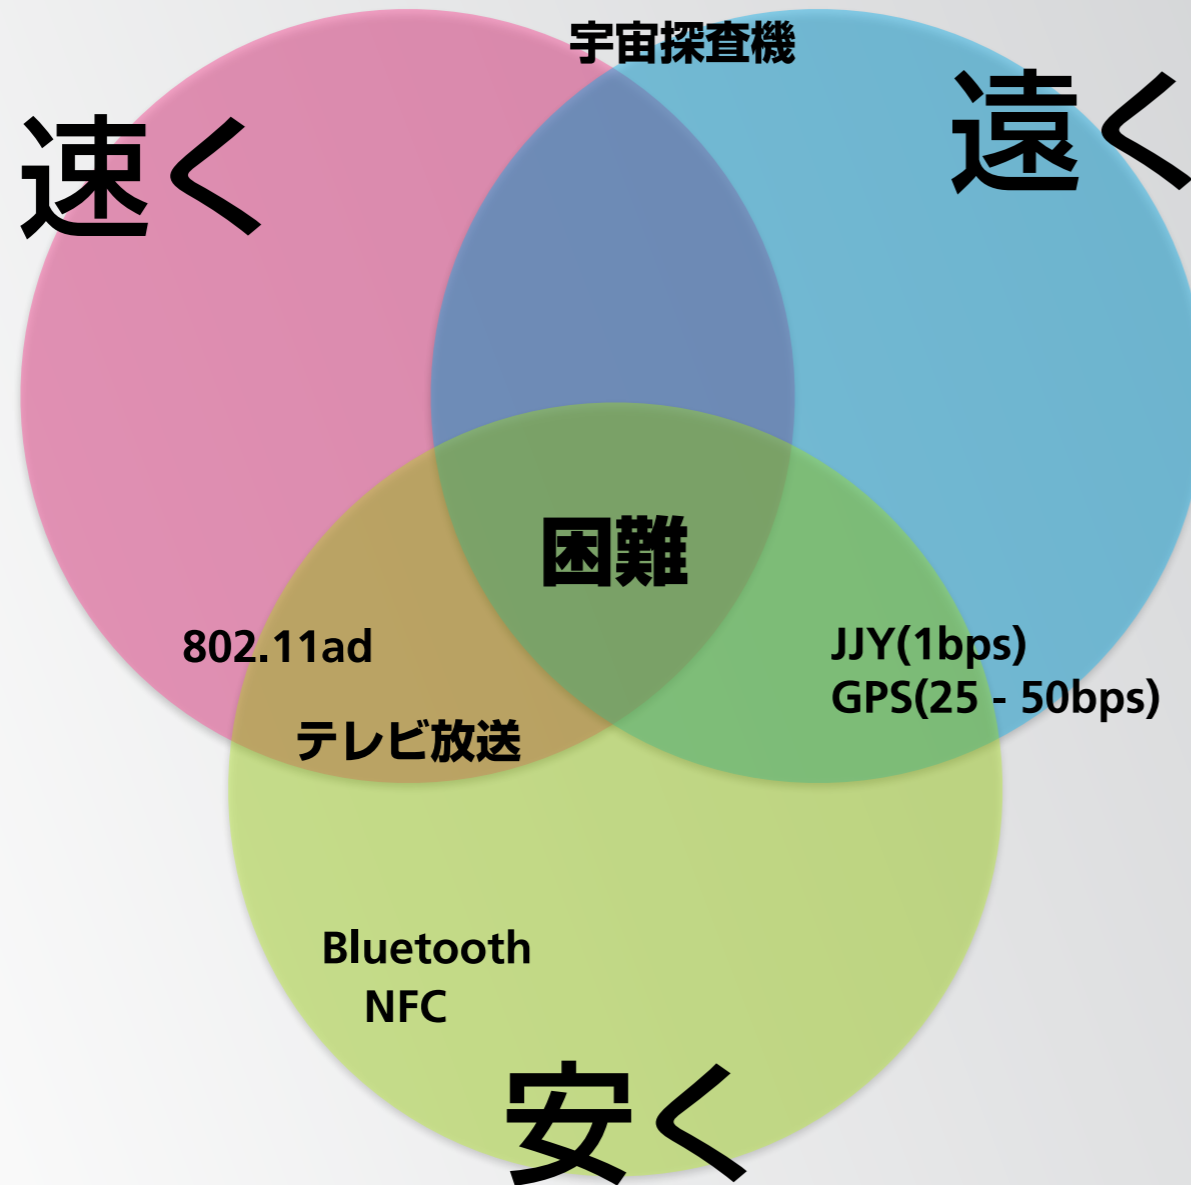 宇宙探査機
速く
遠く
困難
802.11ad
テレビ放送
JJY(1bps)
GPS(25 - 50bps)
Bluetooth
NFC
安く